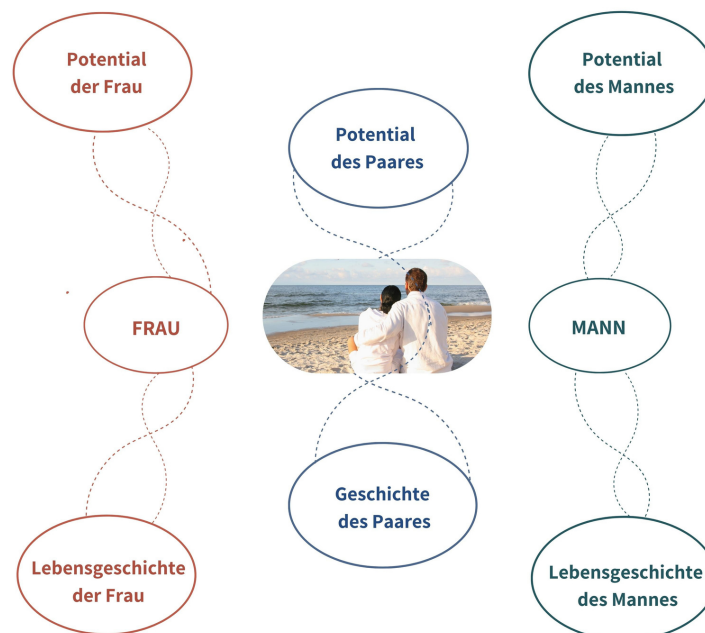 Potential
der Frau
Potential
des Paares
Potential
des Mannes
FRAU
MANN
Geschichte
des Paares
Lebensgeschichte
der Frau
Lebensgeschichte
des Mannes